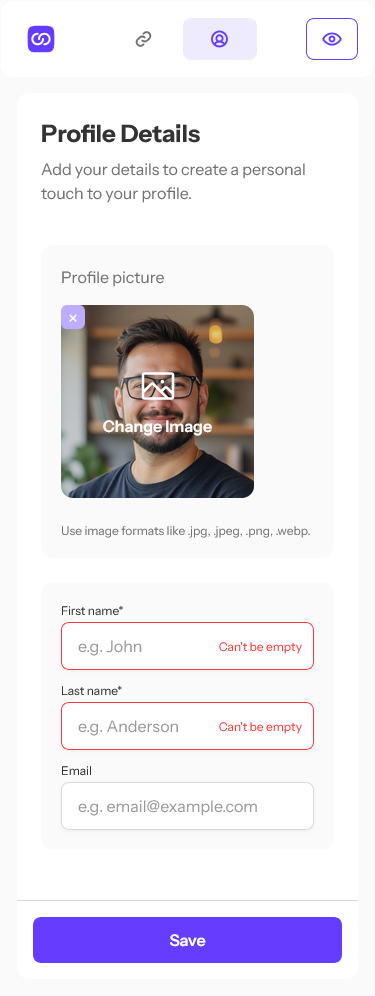 Profile Details
Add your details to create a personal
touch to your profile.
Profile picture
Change Image
Use image formats like .jpg, .jpeg, .png, .webp.
First name*
e.g. John Can't be empty
Last name*
e.g. Anderson Can't be empty
Email
e.g. email@example.com
Save